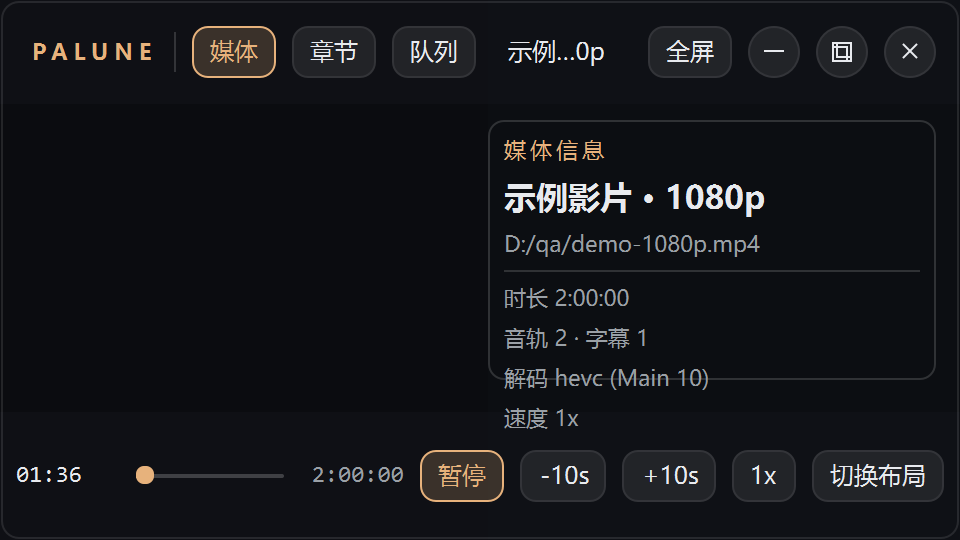 PALUNE 媒体 章节 队列 示例...0p 全屏
媒体信息
示例影片 • 1080p
D:/qa/demo-1080p.mp4
时长 2:00:00
音轨 2 · 字幕 1
解码 hevc (Main 10)
速度 1x
01:36 2:00:00 暂停 -10s +10s 1x 切换布局